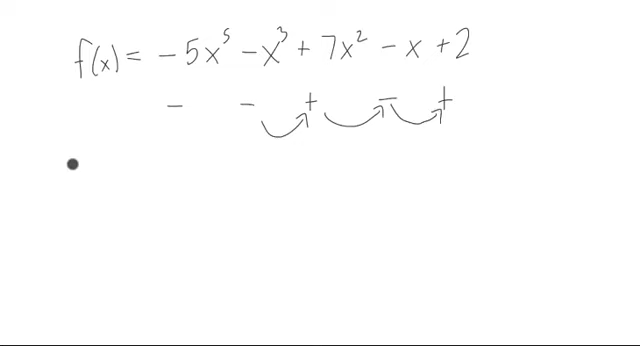 f(x) = −5x⁵ −x³ + 7x² − x + 2
− − + − +